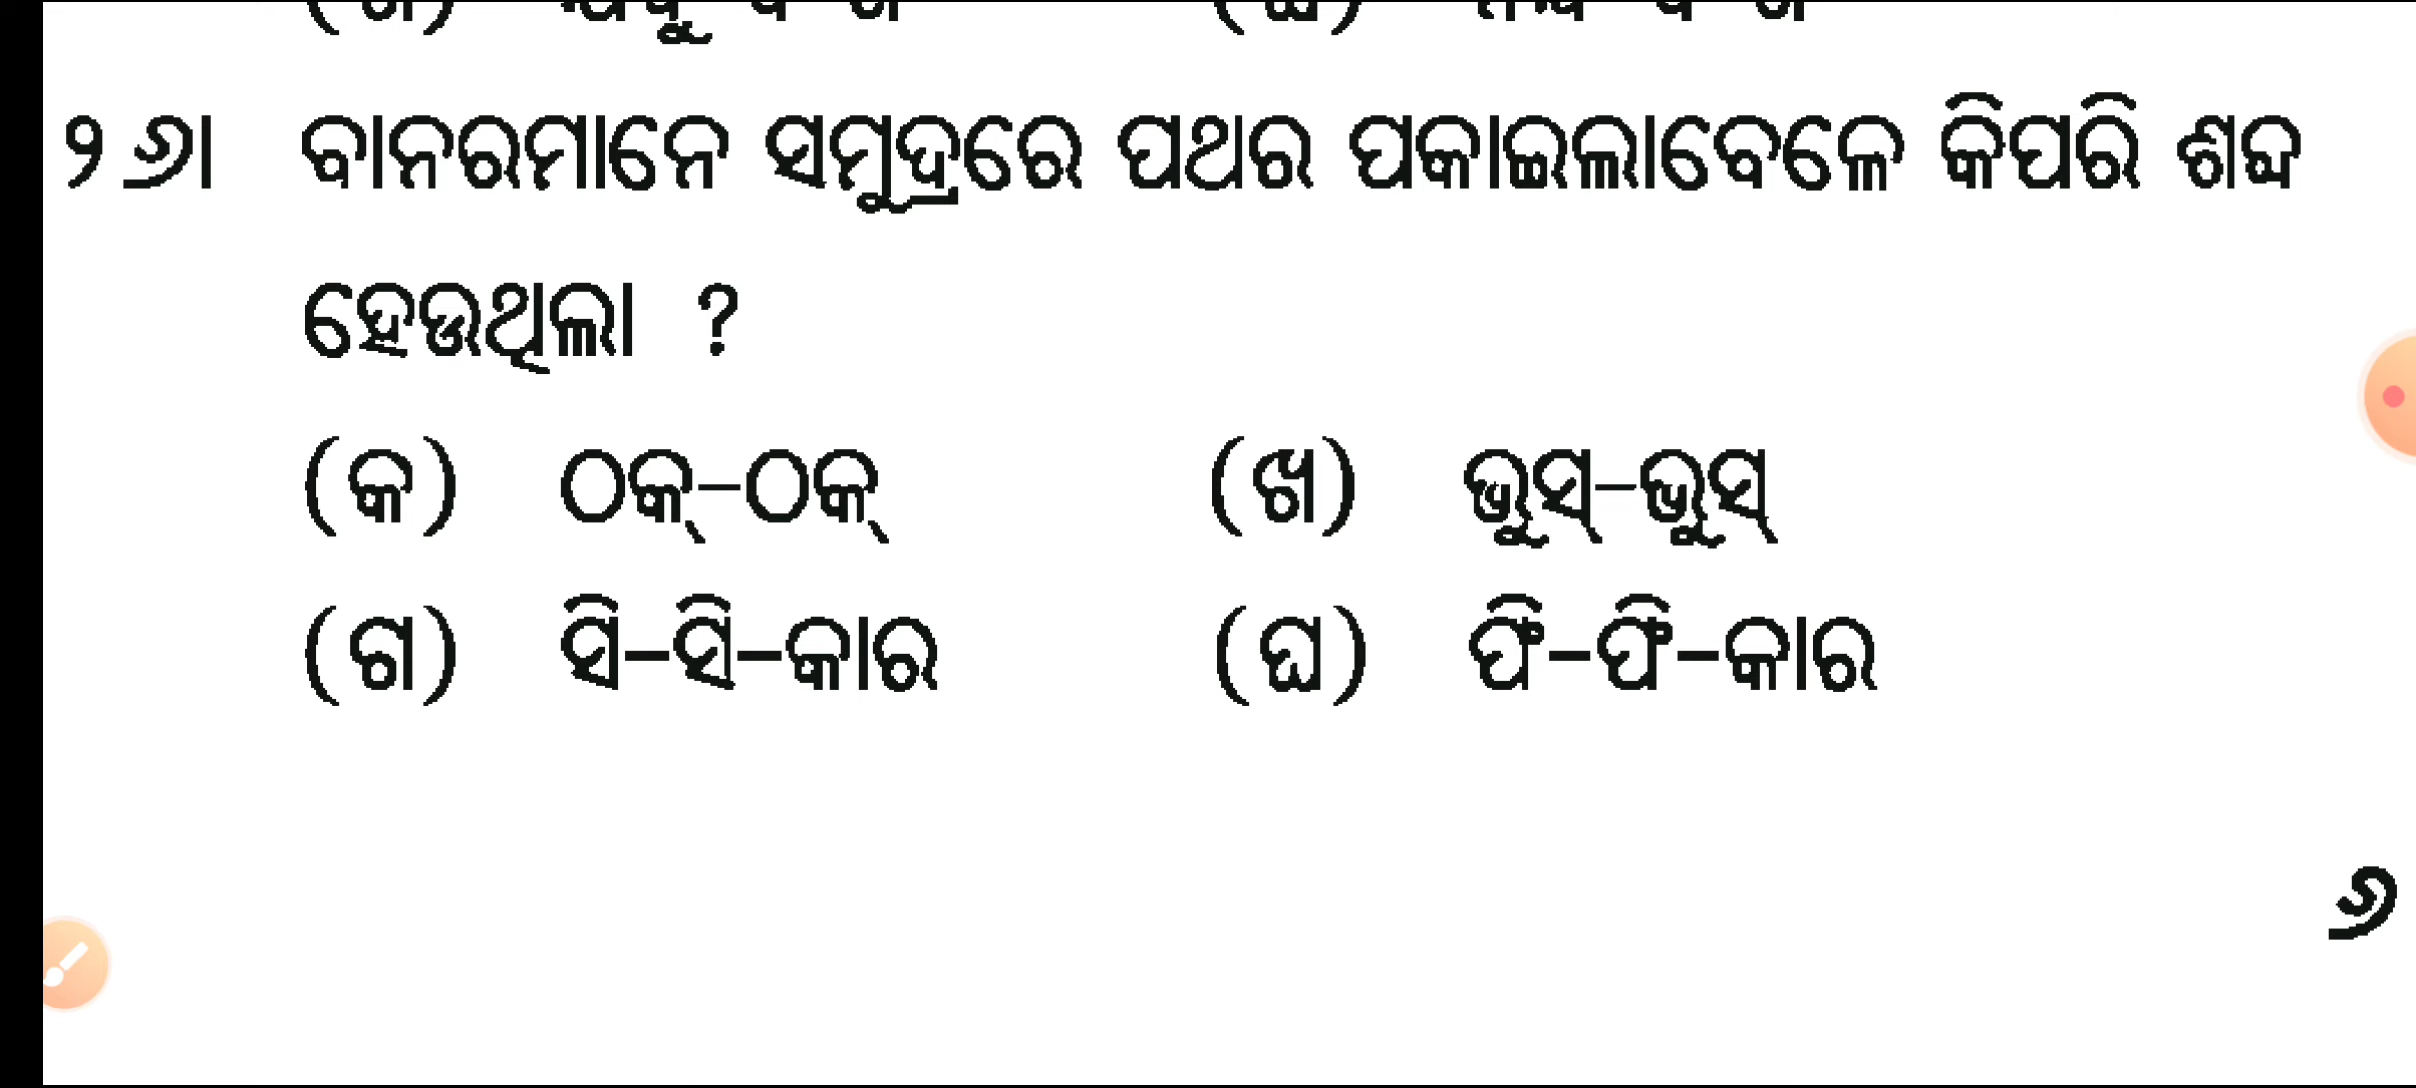 ୨୬। ବାନରମାନେ ସମୁଦ୍ରରେ ପଥର ପକାଇଲାବେଳେ କିପରି ଶବ୍ଦ
ହେଉଥିଲା ?
(କ) ଠକ୍-ଠକ୍ (ଖ) ଭୁସ୍-ଭୁସ୍
(ଗ) ସି-ସି-କାର (ଘ) ଫି-ଫି-କାର
୬